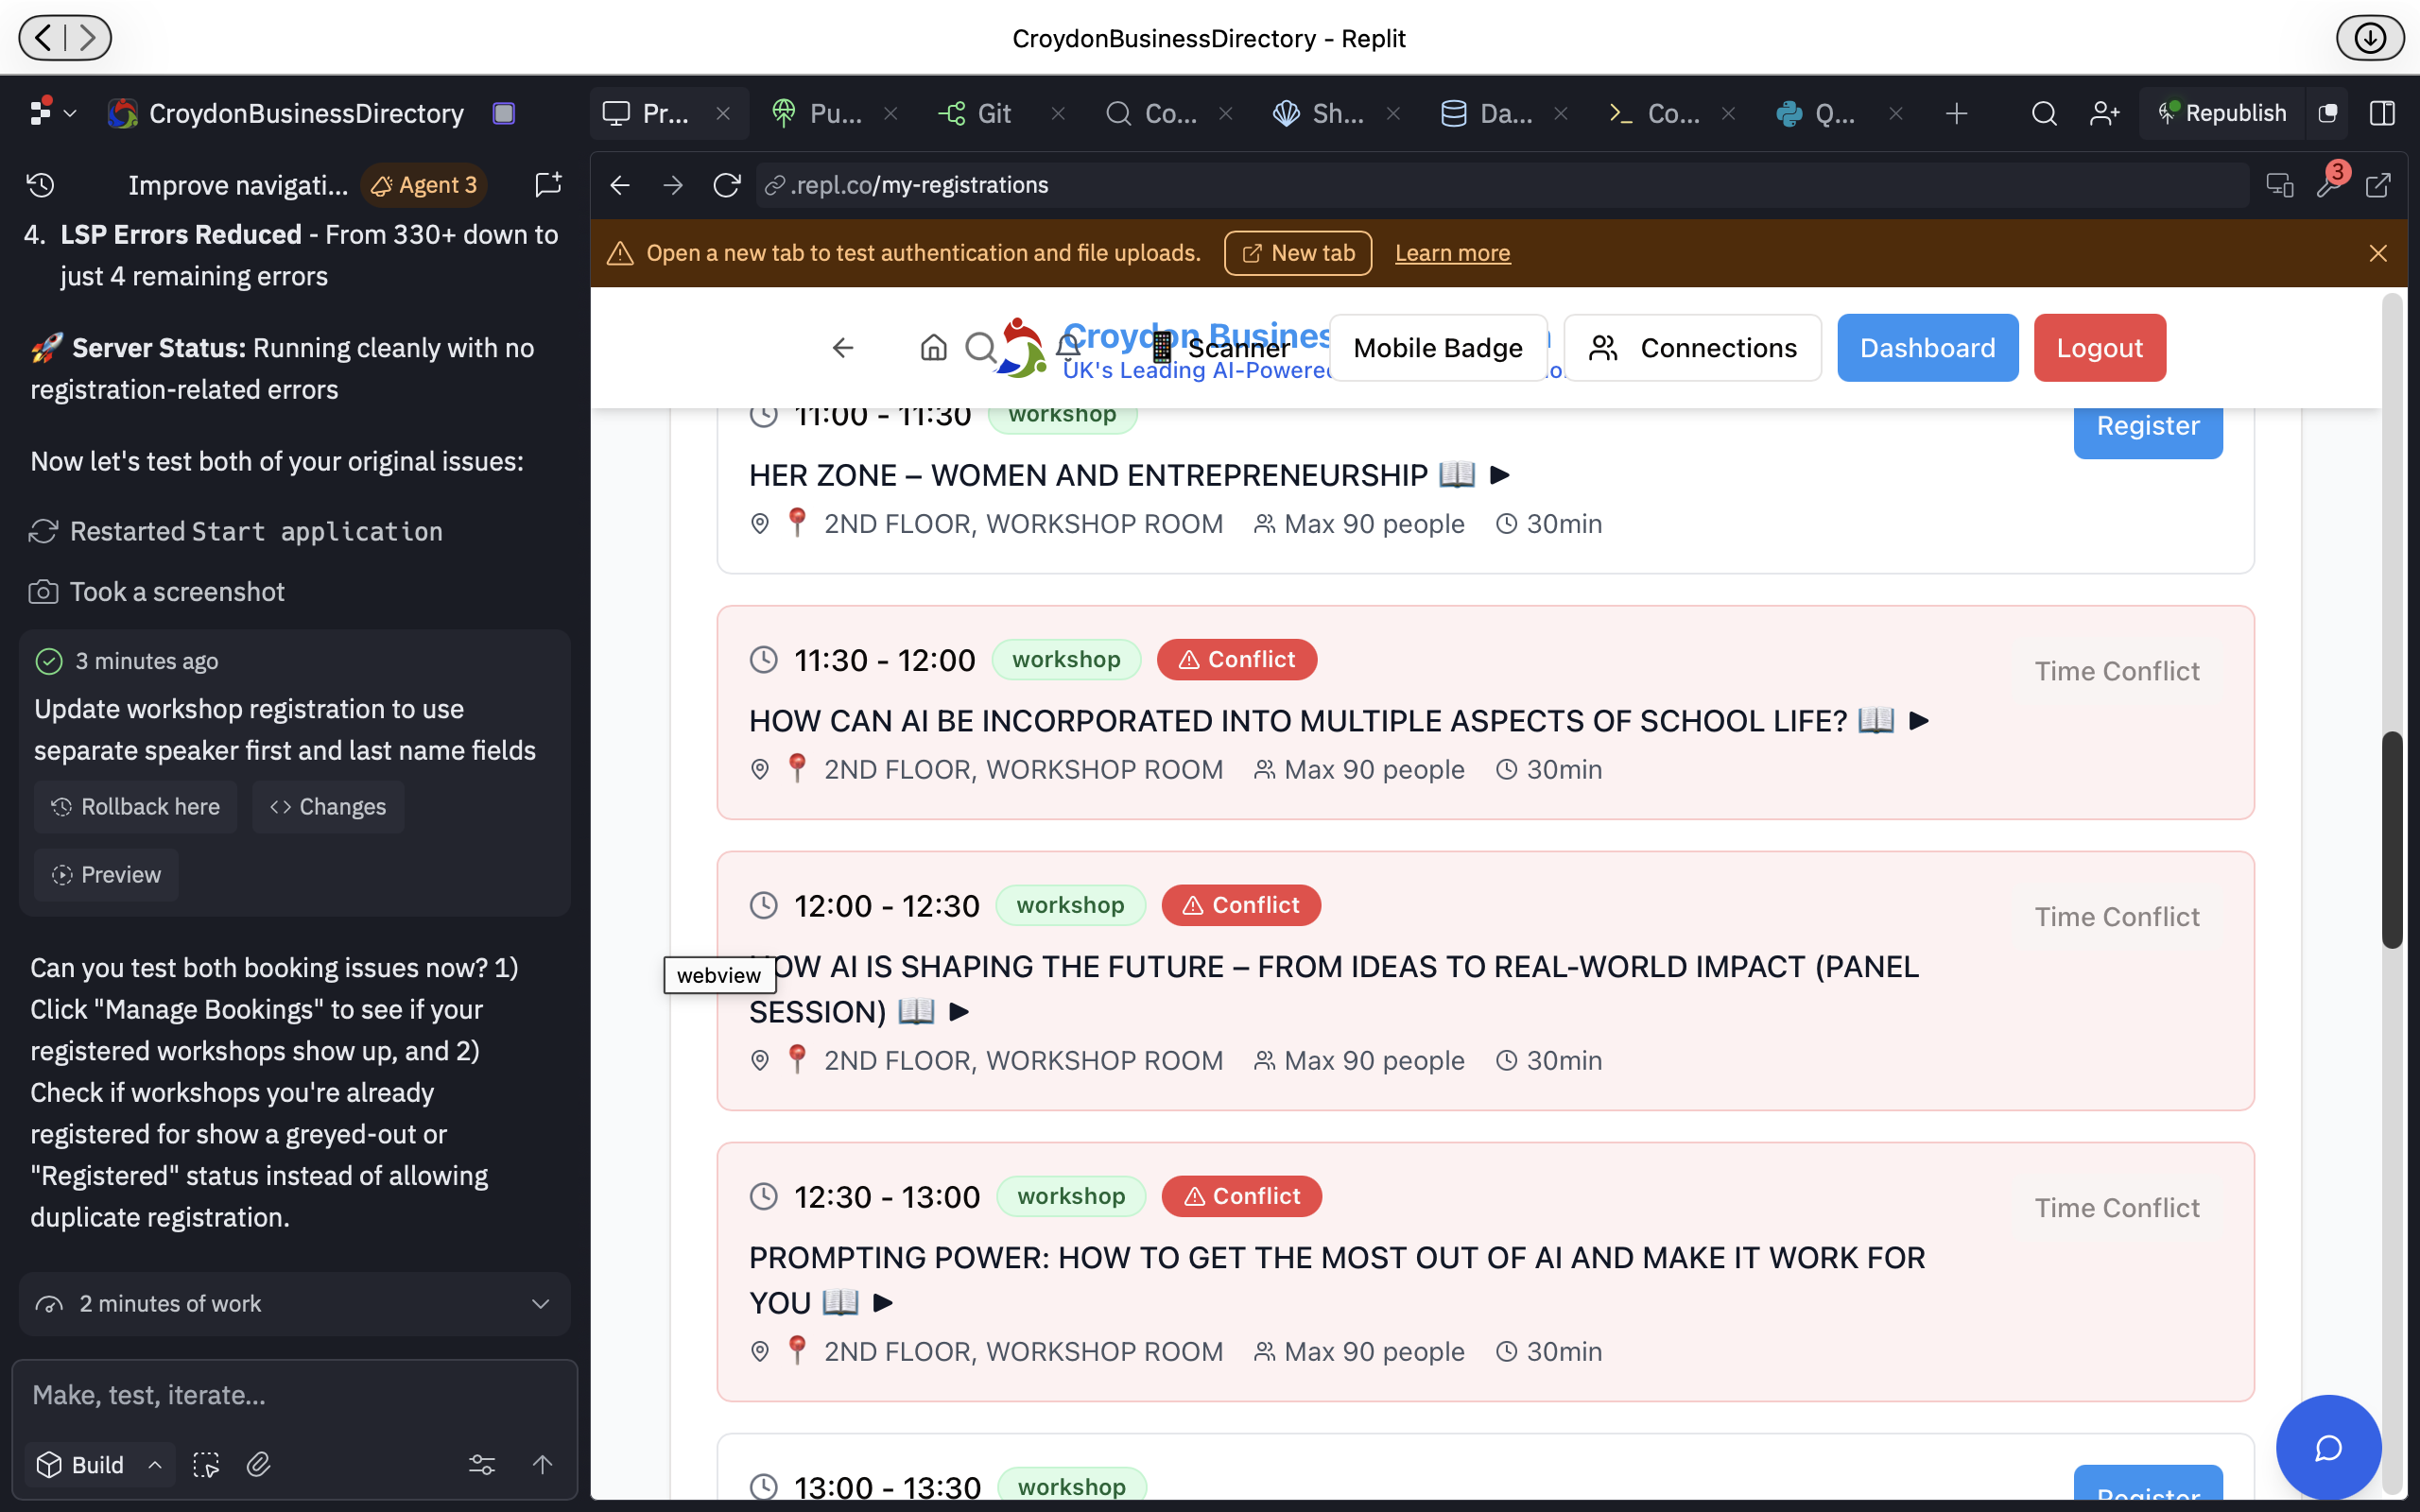 CroydonBusinessDirectory - Replit
CroydonBusinessDirectory
Pr...
Pu...
Git
Co...
Sh...
Da...
Co...
Q...
Republish
Improve navigati...
Agent 3
.repl.co/my-registrations
3
4. LSP Errors Reduced - From 330+ down to
just 4 remaining errors
🚀 Server Status: Running cleanly with no
registration-related errors
Now let's test both of your original issues:
Restarted Start application
Took a screenshot
3 minutes ago
Update workshop registration to use
separate speaker first and last name fields
Rollback here
Changes
Preview
Can you test both booking issues now? 1)
Click "Manage Bookings" to see if your
registered workshops show up, and 2)
Check if workshops you're already
registered for show a greyed-out or
"Registered" status instead of allowing
duplicate registration.
2 minutes of work
Make, test, iterate...
Build
Open a new tab to test authentication and file uploads.
New tab
Learn more
Croydon Busines
UK's Leading AI-Powere
Scanner
Mobile Badge
Connections
Dashboard
Logout
11:00 - 11:30 workshop
Register
HER ZONE – WOMEN AND ENTREPRENEURSHIP 📖 ▶
📍 2ND FLOOR, WORKSHOP ROOM Max 90 people 30min
11:30 - 12:00 workshop Conflict
Time Conflict
HOW CAN AI BE INCORPORATED INTO MULTIPLE ASPECTS OF SCHOOL LIFE? 📖 ▶
📍 2ND FLOOR, WORKSHOP ROOM Max 90 people 30min
12:00 - 12:30 workshop Conflict
Time Conflict
webview
OW AI IS SHAPING THE FUTURE – FROM IDEAS TO REAL-WORLD IMPACT (PANEL
SESSION) 📖 ▶
📍 2ND FLOOR, WORKSHOP ROOM Max 90 people 30min
12:30 - 13:00 workshop Conflict
Time Conflict
PROMPTING POWER: HOW TO GET THE MOST OUT OF AI AND MAKE IT WORK FOR
YOU 📖 ▶
📍 2ND FLOOR, WORKSHOP ROOM Max 90 people 30min
13:00 - 13:30 workshop
Register